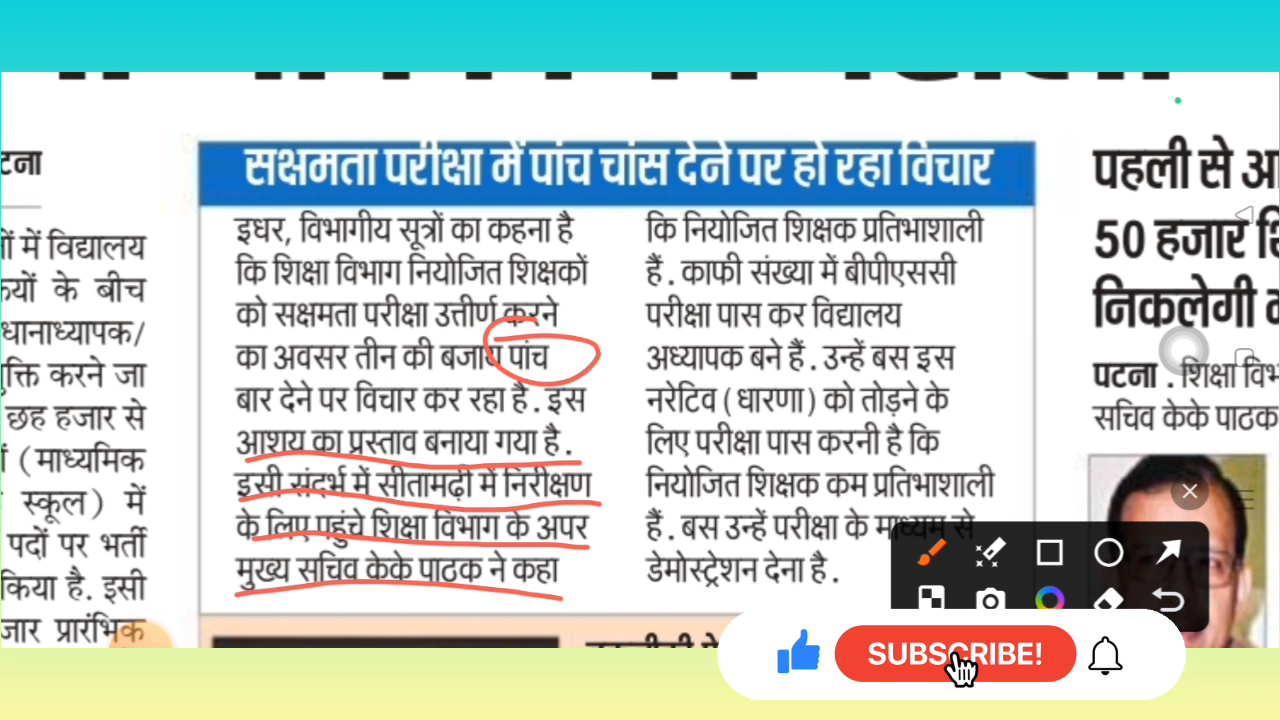 टना
में विद्यालय
के बीच
धानाध्यापक/
करने जा
छह हजार से
(माध्यमिक
स्कूल) में
पदों पर भर्ती
किया है. इसी
प्रारंभिक
सक्षमता परीक्षा में पांच चांस देने पर हो रहा विचार
इधर, विभागीय सूत्रों का कहना है
कि शिक्षा विभाग नियोजित शिक्षकों
को सक्षमता परीक्षा उत्तीर्ण करने
का अवसर तीन की बजाय पांच
बार देने पर विचार कर रहा है. इस
आशय का प्रस्ताव बनाया गया है.
इसी संदर्भ में सीतामढ़ी में निरीक्षण
के लिए पहुंचे शिक्षा विभाग के अपर
मुख्य सचिव केके पाठक ने कहा
कि नियोजित शिक्षक प्रतिभाशाली
हैं. काफी संख्या में बीपीएससी
परीक्षा पास कर विद्यालय
अध्यापक बने हैं. उन्हें बस इस
नरेटिव (धारणा) को तोड़ने के
लिए परीक्षा पास करनी है कि
नियोजित शिक्षक कम प्रतिभाशाली
हैं. बस उन्हें परीक्षा के माध्यम से
डेमोस्ट्रेशन देना है.
पहली से
50 हजार
निकलेगी
पटना. शिक्षा
सचिव केके पाठक
SUBSCRIBE!